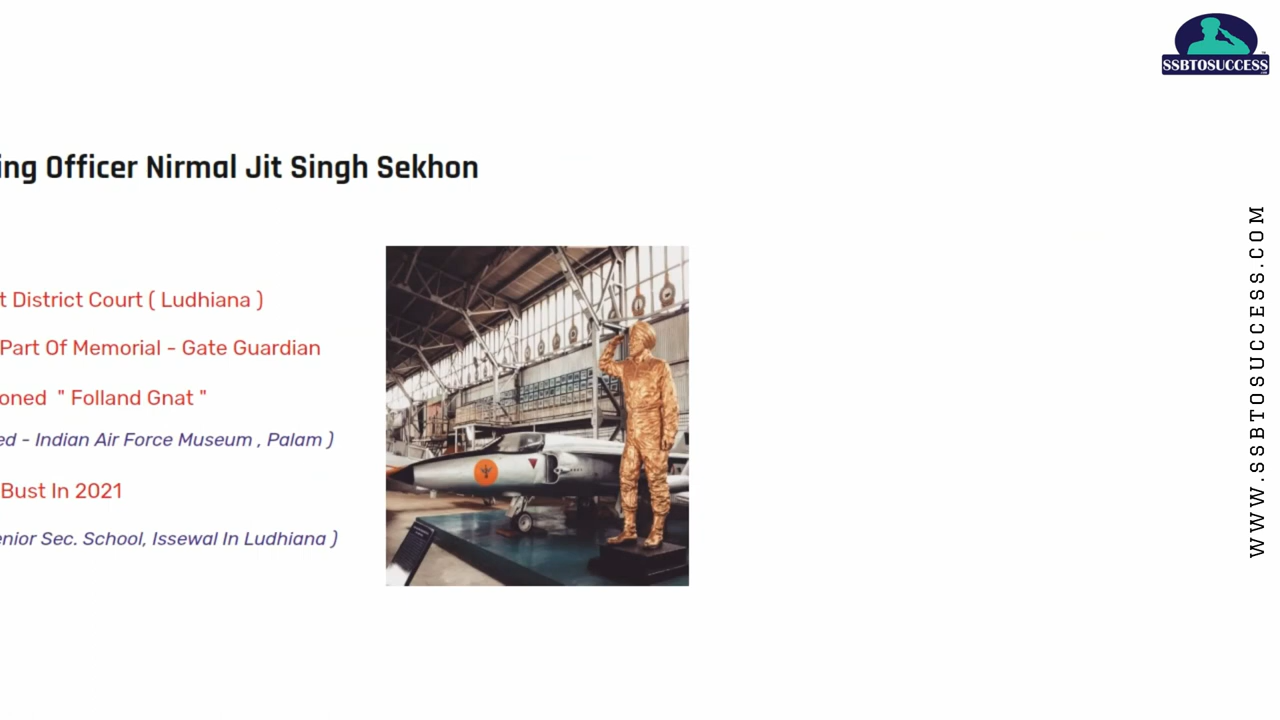 SSBTOSUCCESS
ing Officer Nirmal Jit Singh Sekhon
t District Court ( Ludhiana )
Part Of Memorial - Gate Guardian
oned " Folland Gnat "
ed - Indian Air Force Museum , Palam )
Bust In 2021
enior Sec. School, Issewal In Ludhiana )
WWW.SSBTOSUCCESS.COM